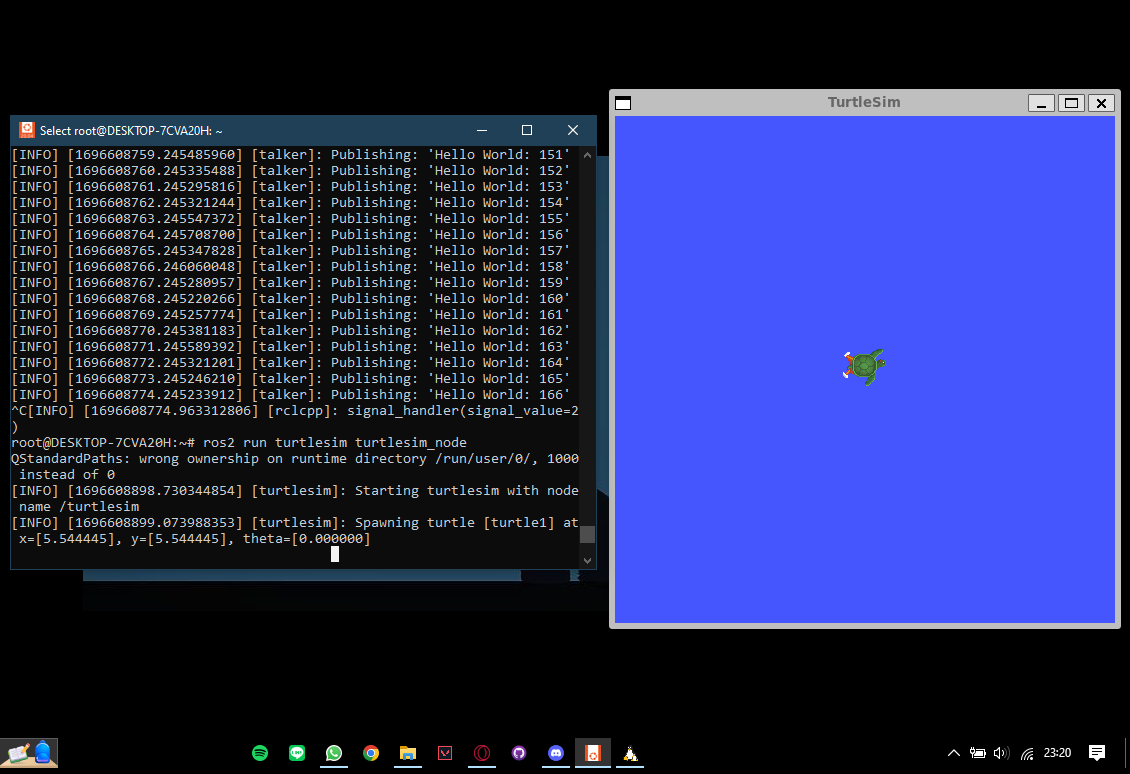 Select root@DESKTOP-7CVA20H: ~
[INFO] [1696608759.245485960] [talker]: Publishing: 'Hello World: 151'
[INFO] [1696608760.245335488] [talker]: Publishing: 'Hello World: 152'
[INFO] [1696608761.245295816] [talker]: Publishing: 'Hello World: 153'
[INFO] [1696608762.245321244] [talker]: Publishing: 'Hello World: 154'
[INFO] [1696608763.245547372] [talker]: Publishing: 'Hello World: 155'
[INFO] [1696608764.245708700] [talker]: Publishing: 'Hello World: 156'
[INFO] [1696608765.245347828] [talker]: Publishing: 'Hello World: 157'
[INFO] [1696608766.246060048] [talker]: Publishing: 'Hello World: 158'
[INFO] [1696608767.245280957] [talker]: Publishing: 'Hello World: 159'
[INFO] [1696608768.245220266] [talker]: Publishing: 'Hello World: 160'
[INFO] [1696608769.245257774] [talker]: Publishing: 'Hello World: 161'
[INFO] [1696608770.245381183] [talker]: Publishing: 'Hello World: 162'
[INFO] [1696608771.245589392] [talker]: Publishing: 'Hello World: 163'
[INFO] [1696608772.245321201] [talker]: Publishing: 'Hello World: 164'
[INFO] [1696608773.245246210] [talker]: Publishing: 'Hello World: 165'
[INFO] [1696608774.245233912] [talker]: Publishing: 'Hello World: 166'
^C[INFO] [1696608774.963312806] [rclcpp]: signal_handler(signal_value=2
)
root@DESKTOP-7CVA20H:~# ros2 run turtlesim turtlesim_node
QStandardPaths: wrong ownership on runtime directory /run/user/0/, 1000
instead of 0
[INFO] [1696608898.730344854] [turtlesim]: Starting turtlesim with node
name /turtlesim
[INFO] [1696608899.073988353] [turtlesim]: Spawning turtle [turtle1] at
x=[5.544445], y=[5.544445], theta=[0.000000]
TurtleSim
23:20